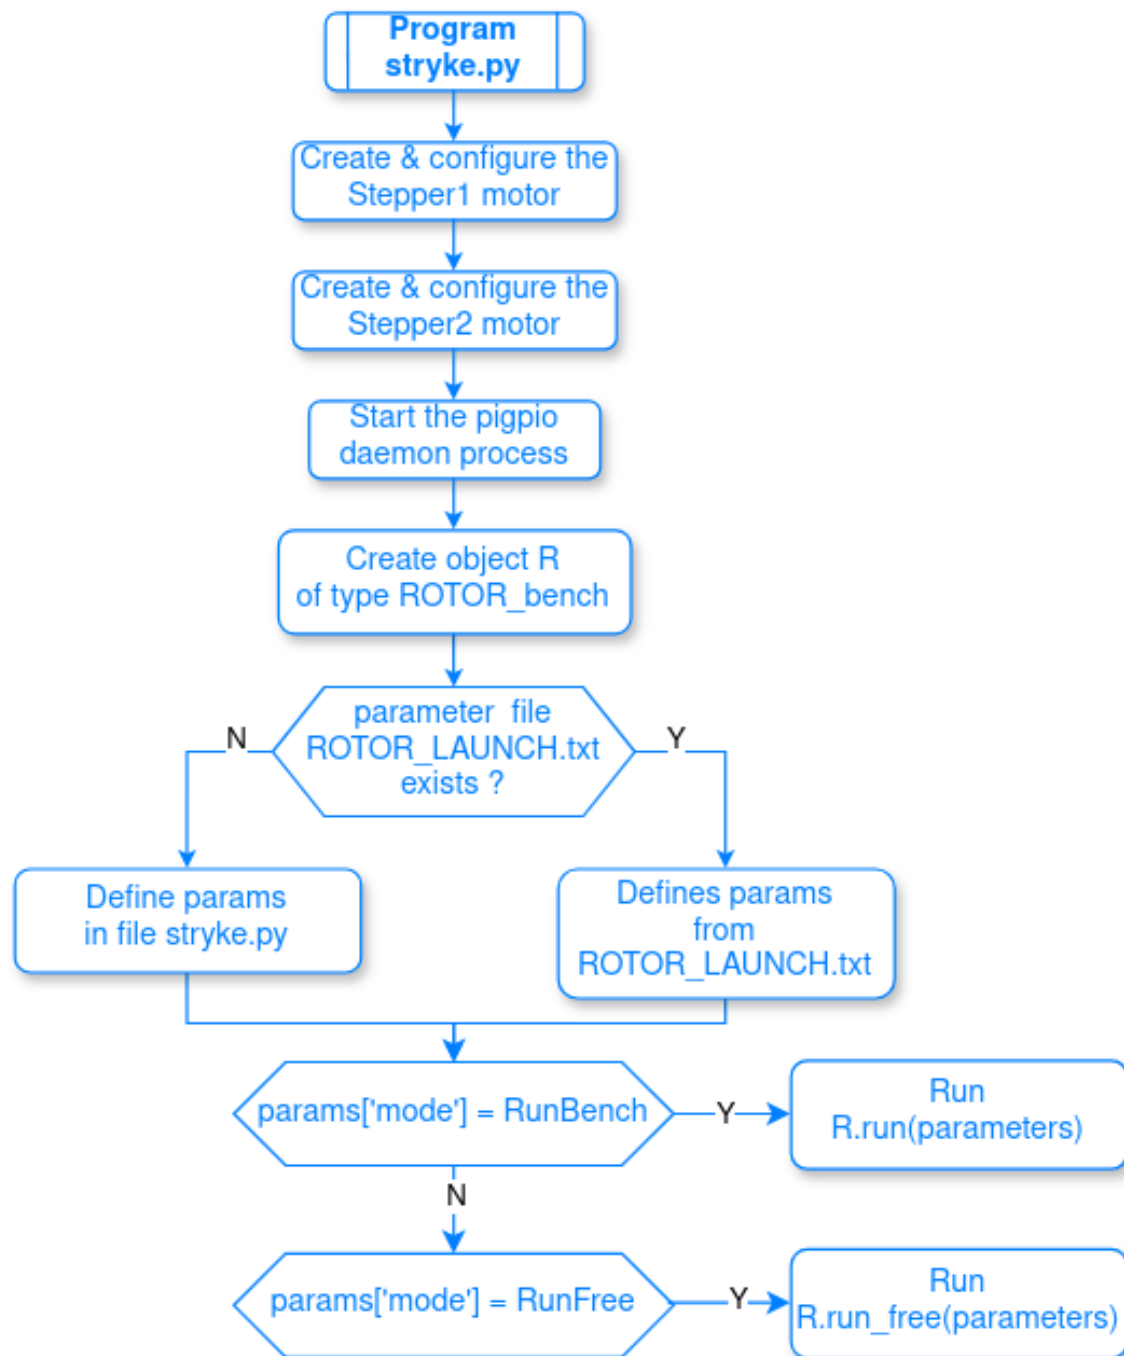 Program
stryke.py
Create & configure the
Stepper1 motor
Create & configure the
Stepper2 motor
Start the pigpio
daemon process
Create object R
of type ROTOR_bench
parameter  file
ROTOR_LAUNCH.txt
exists ?
N
Y
Define params
in file stryke.py
Defines params
from
ROTOR_LAUNCH.txt
params['mode'] = RunBench
Y
Run
R.run(parameters)
N
params['mode'] = RunFree
Y
Run
R.run_free(parameters)